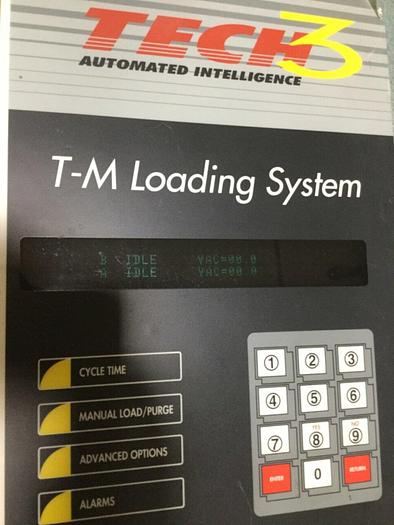 TECH3
AUTOMATED INTELLIGENCE
T-M Loading System
B IDLE VAC=00.0
A IDLE VAC=00.0
CYCLE TIME
MANUAL LOAD/PURGE
ADVANCED OPTIONS
ALARMS
1 2 3
4 5 6
YES NO
7 8 9
ENTER 0 RETURN